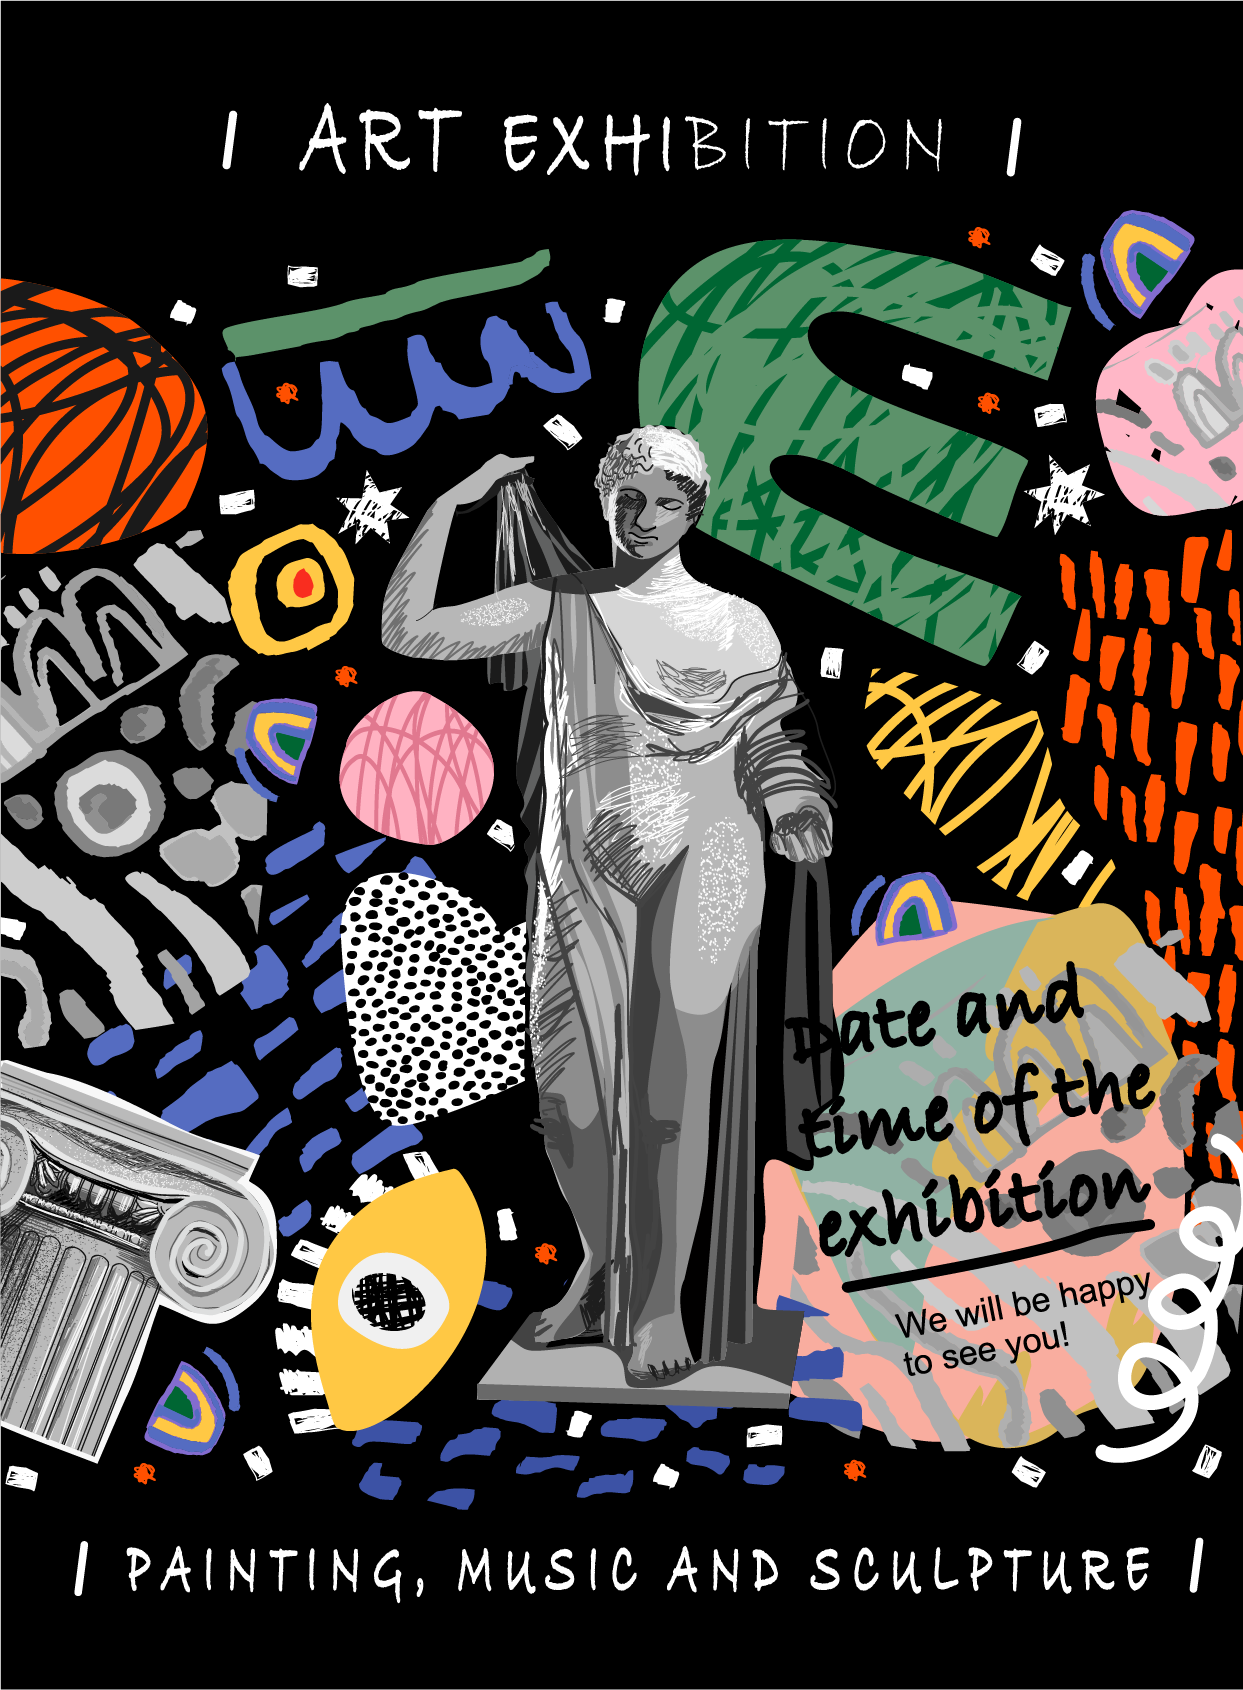 | ART EXHIBITION |
Date and
time of the
exhibition
We will be happy
to see you!
| PAINTING, MUSIC AND SCULPTURE |